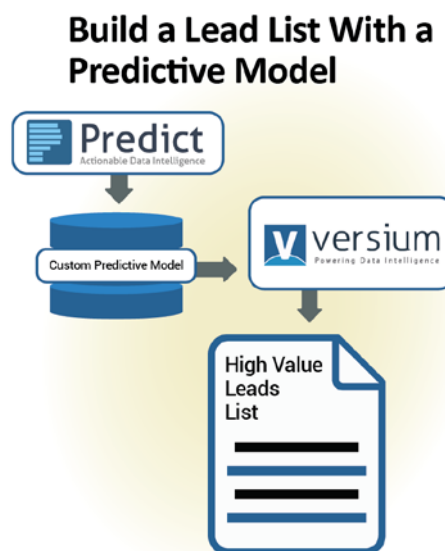 Build a Lead List With a
Predictive Model
Predict
Actionable Data Intelligence
Custom Predictive Model
V versium
Powering Data Intelligence
High Value
Leads
List